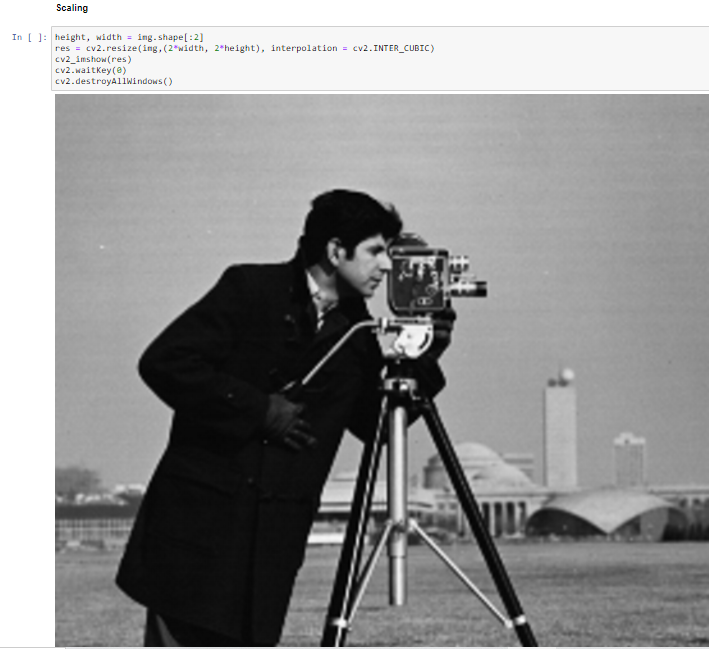 Scaling
In [ ]: height, width = img.shape[:2]
res = cv2.resize(img,(2*width, 2*height), interpolation = cv2.INTER_CUBIC)
cv2_imshow(res)
cv2.waitKey(0)
cv2.destroyAllWindows()